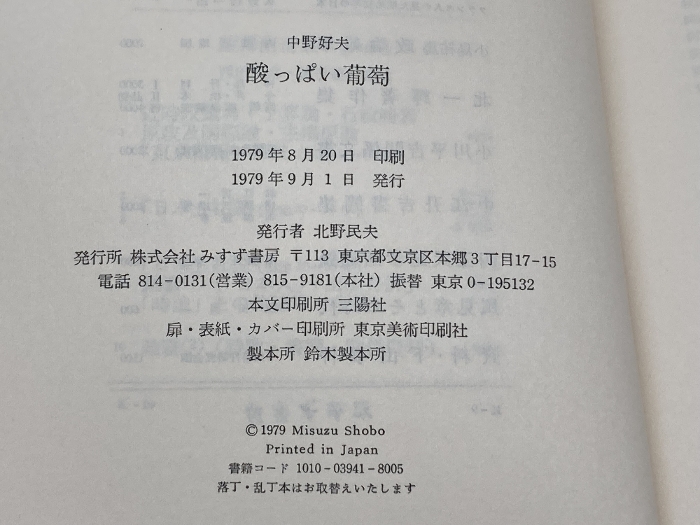 中野好夫
酸っぱい葡萄
1979年8月20日 印刷
1979年9月1日 発行
発行者 北野民夫
発行所 株式会社 みすず書房 〒113 東京都文京区本郷3丁目17-15
電話 814-0131(営業) 815-9181(本社) 振替 東京 0-195132
本文印刷所 三陽社
扉・表紙・カバー印刷所 東京美術印刷社
製本所 鈴木製本所
©1979 Misuzu Shobo
Printed in Japan
書籍コード 1010-03941-8005
落丁・乱丁本はお取替えいたします